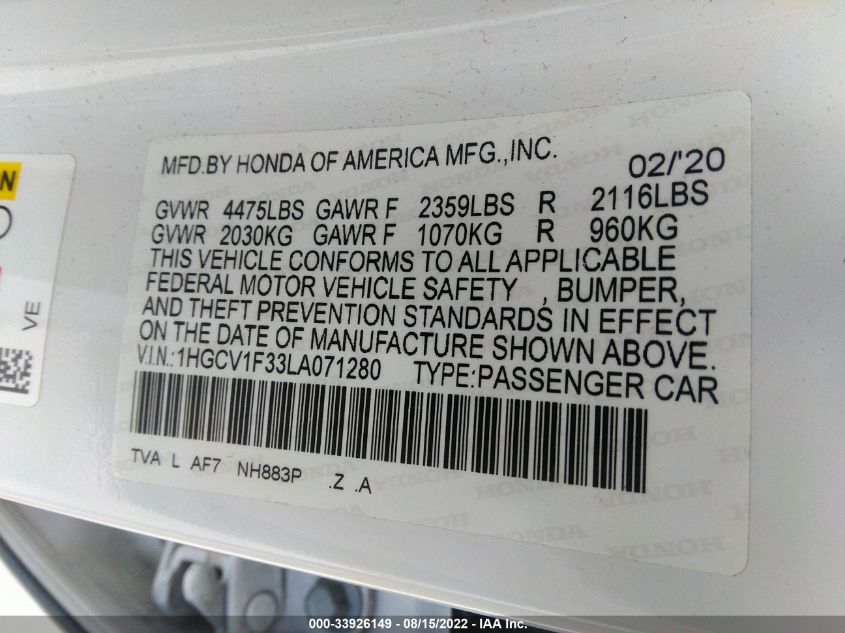 MFD.BY HONDA OF AMERICA MFG.,INC. 02/'20
GVWR 4475LBS GAWR F 2359LBS R 2116LBS
GVWR 2030KG GAWR F 1070KG R 960KG
THIS VEHICLE CONFORMS TO ALL APPLICABLE
FEDERAL MOTOR VEHICLE SAFETY , BUMPER,
AND THEFT PREVENTION STANDARDS IN EFFECT
ON THE DATE OF MANUFACTURE SHOWN ABOVE.
V.I.N.:1HGCV1F33LA071280 TYPE:PASSENGER CAR
TVA L AF7 NH883P .Z .A
VE
000-33926149 - 08/15/2022 - IAA Inc.